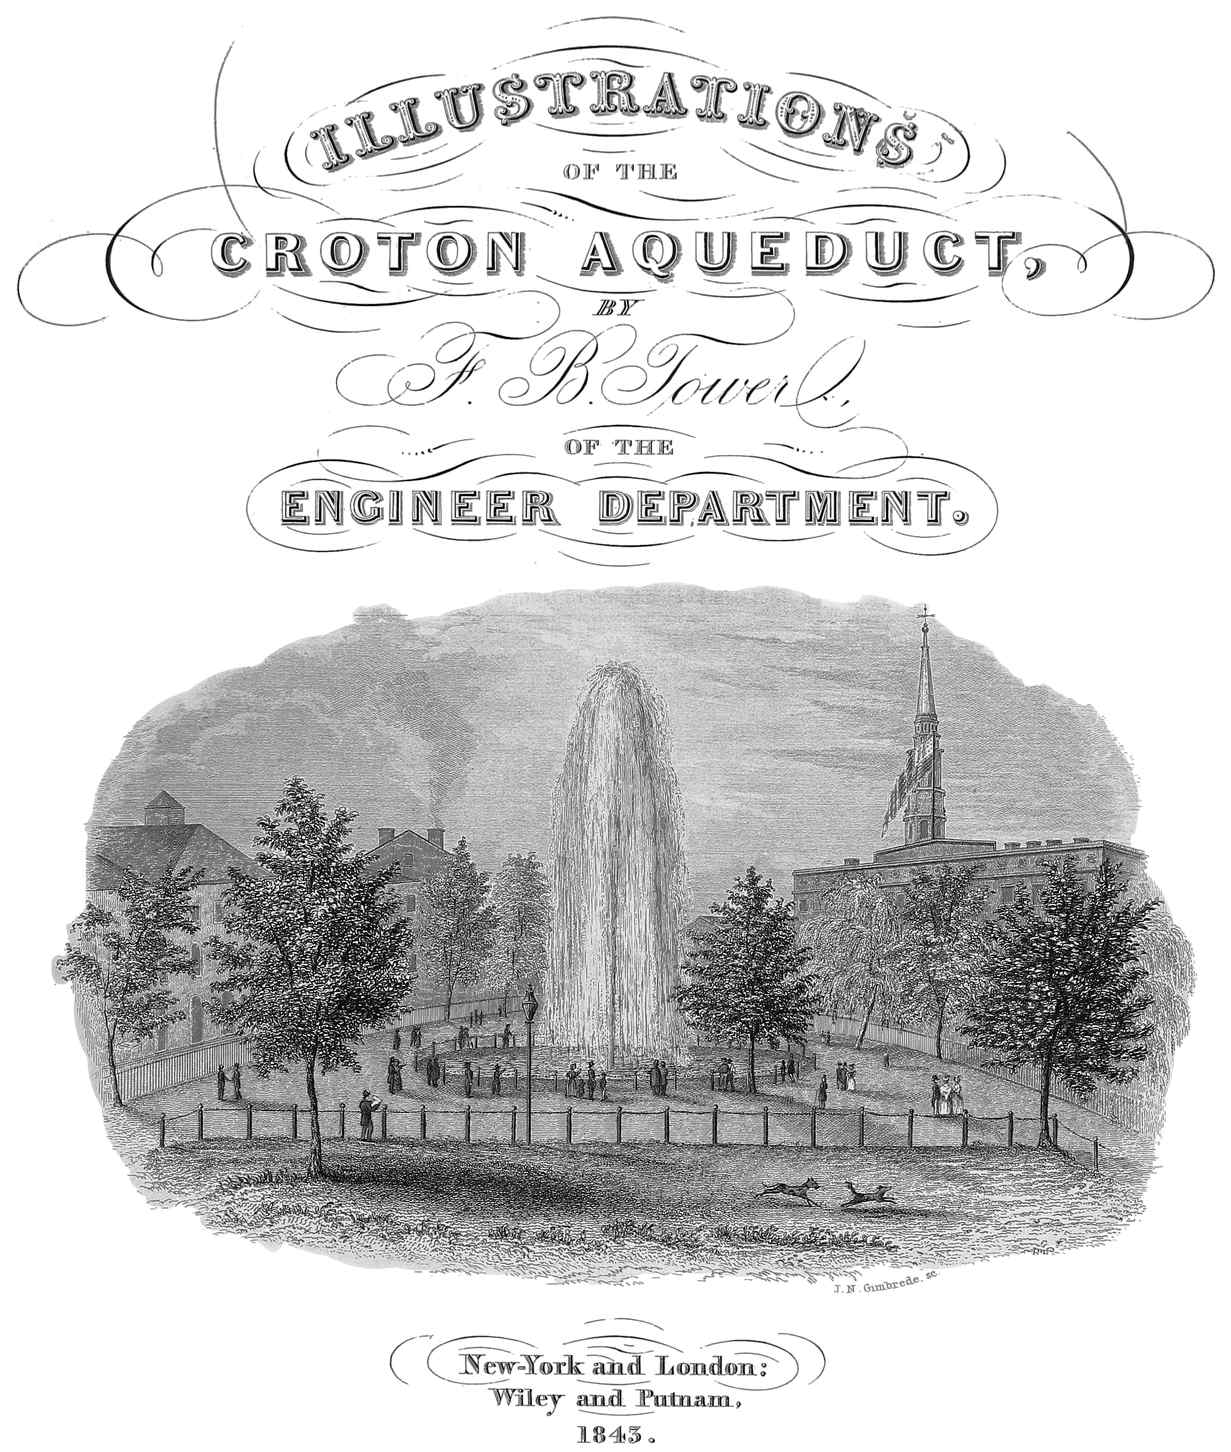 ILLUSTRATIONS
OF THE
CROTON AQUEDUCT,
BY
F. B. Tower,
OF THE
ENGINEER DEPARTMENT.
J. N. Gimbrede. sc
New-York and London:
Wiley and Putnam,
1843.